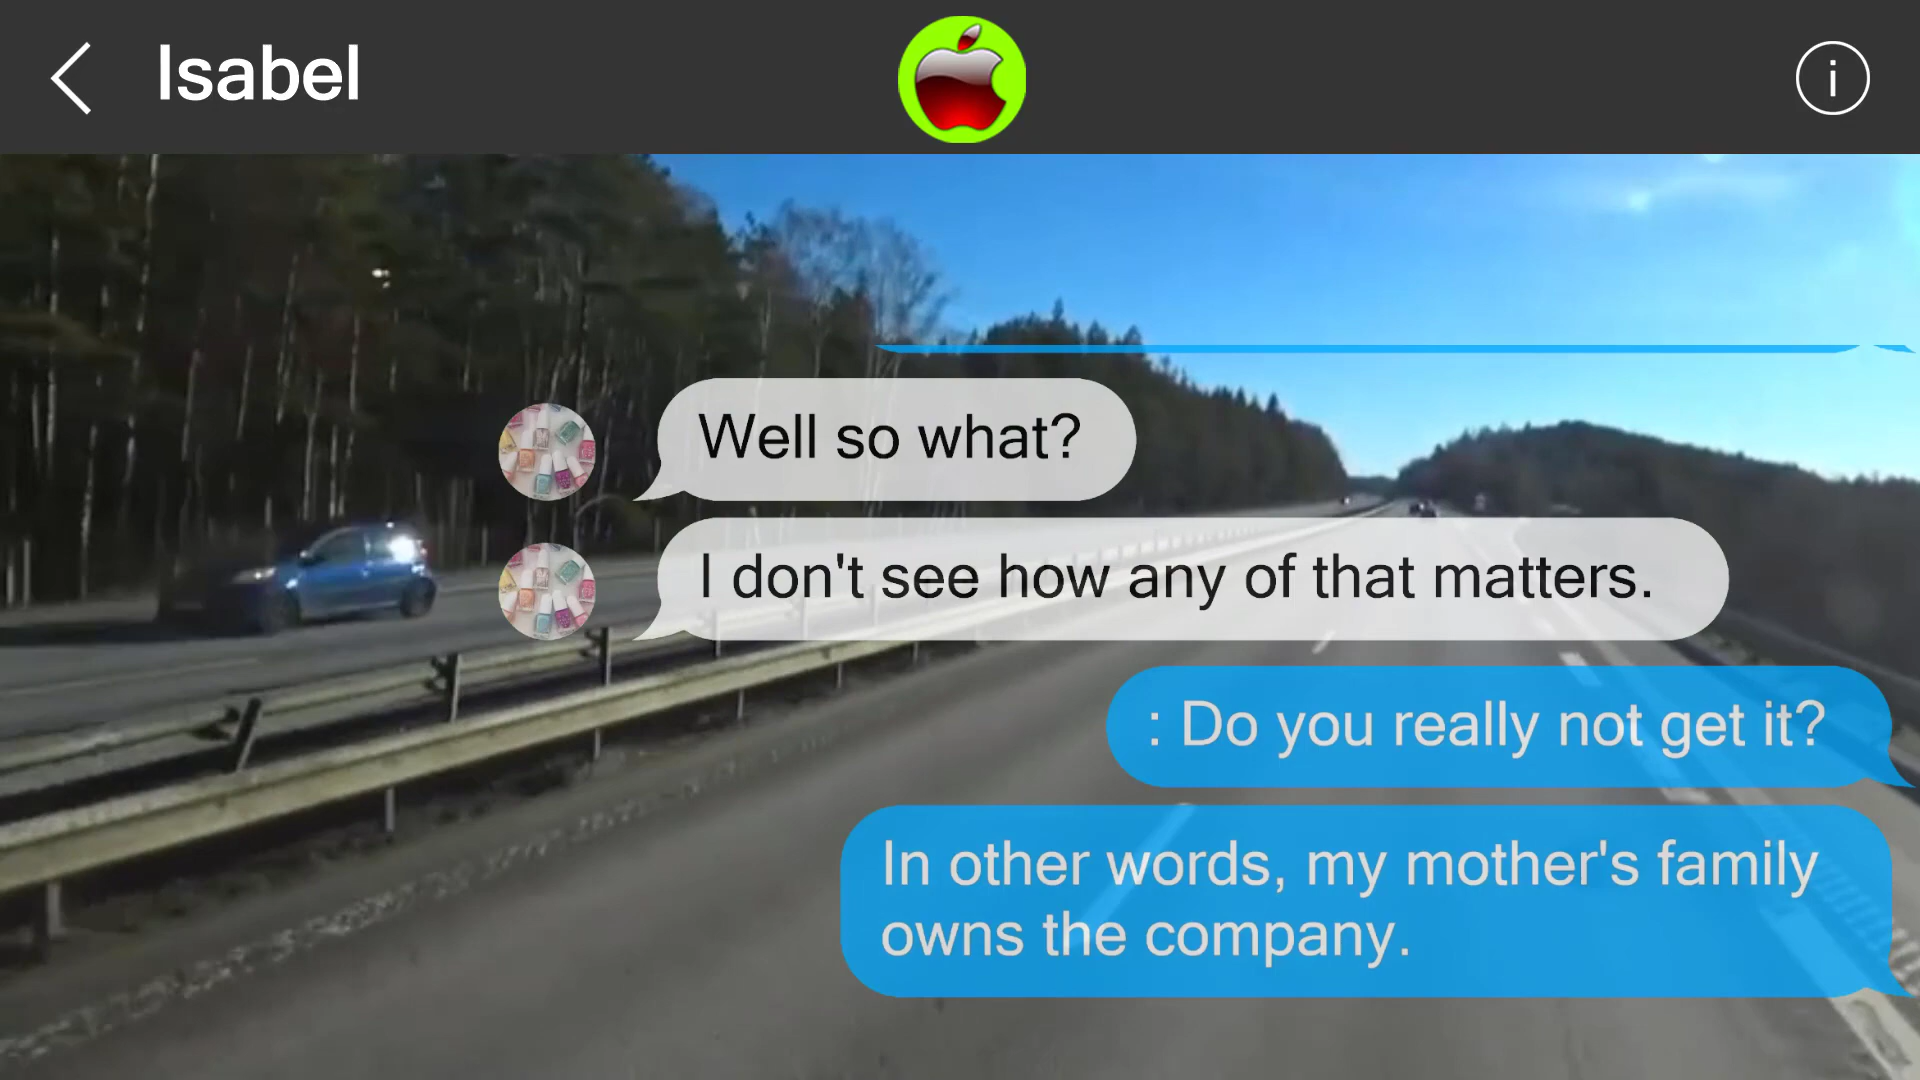 Isabel
i
Well so what?
I don't see how any of that matters.
: Do you really not get it?
In other words, my mother's family
owns the company.